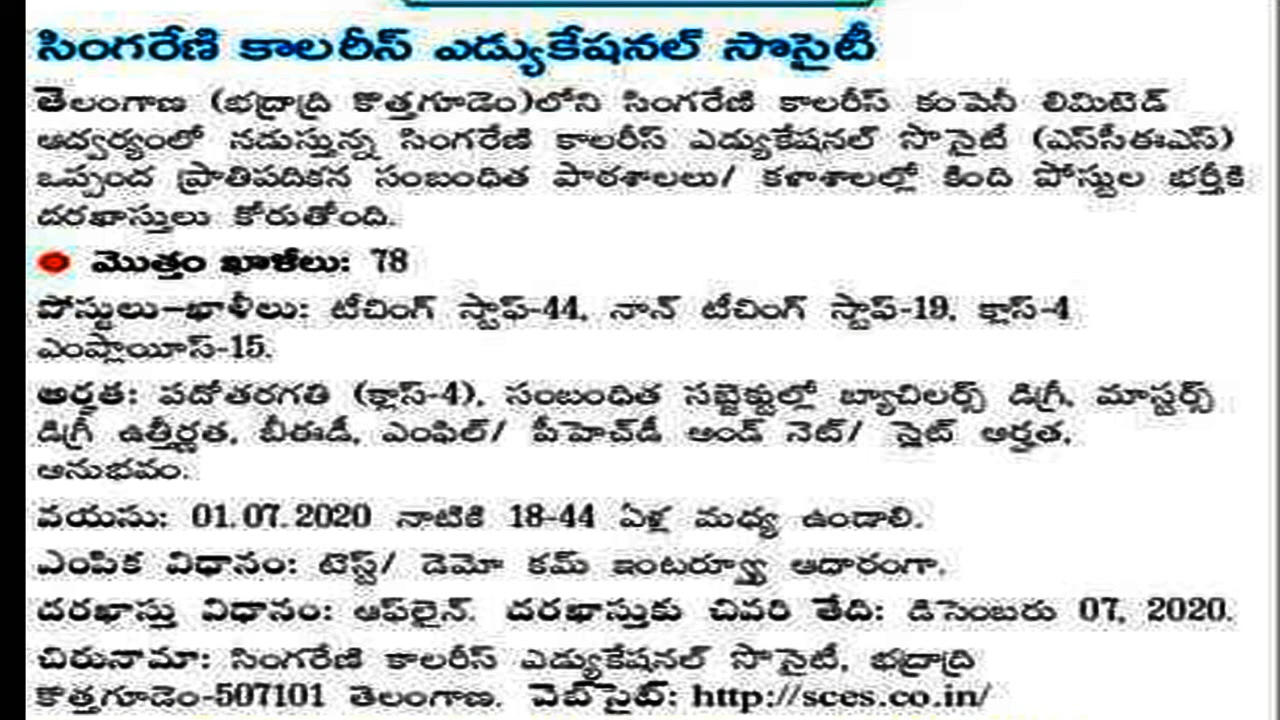 సింగరేణి కాలరీస్ ఎడ్యుకేషనల్ సొసైటీ
తెలంగాణ (భద్రాద్రి కొత్తగూడెం)లోని సింగరేణి కాలరీస్ కంపెనీ లిమిటెడ్
ఆధ్వర్యంలో నడుస్తున్న సింగరేణి కాలరీస్ ఎడ్యుకేషనల్ సొసైటీ (ఎస్‌సీఈఎస్)
ఒప్పంద ప్రాతిపదికన సంబంధిత పాఠశాలలు/ కళాశాలల్లో కింది పోస్టుల భర్తీకి
దరఖాస్తులు కోరుతోంది.
మొత్తం ఖాళీలు: 78
పోస్టులు-ఖాళీలు: టీచింగ్ స్టాఫ్-44, నాన్ టీచింగ్ స్టాఫ్-19, క్లాస్-4
ఎంప్లాయీస్-15.
అర్హత: పదోతరగతి (క్లాస్-4), సంబంధిత సబ్జెక్టుల్లో బ్యాచిలర్స్ డిగ్రీ, మాస్టర్స్
డిగ్రీ ఉత్తీర్ణత, బీఈడీ, ఎంఫిల్/ పీహెచ్‌డీ అండ్ నెట్/ స్లెట్ అర్హత,
అనుభవం.
వయసు: 01.07.2020 నాటికి 18-44 ఏళ్ల మధ్య ఉండాలి.
ఎంపిక విధానం: టెస్ట్/ డెమో కమ్ ఇంటర్వ్యూ ఆధారంగా.
దరఖాస్తు విధానం: ఆఫ్‌లైన్. దరఖాస్తుకు చివరి తేది: డిసెంబరు 07, 2020.
చిరునామా: సింగరేణి కాలరీస్ ఎడ్యుకేషనల్ సొసైటీ, భద్రాద్రి
కొత్తగూడెం-507101 తెలంగాణ. వెబ్‌సైట్: http://sces.co.in/